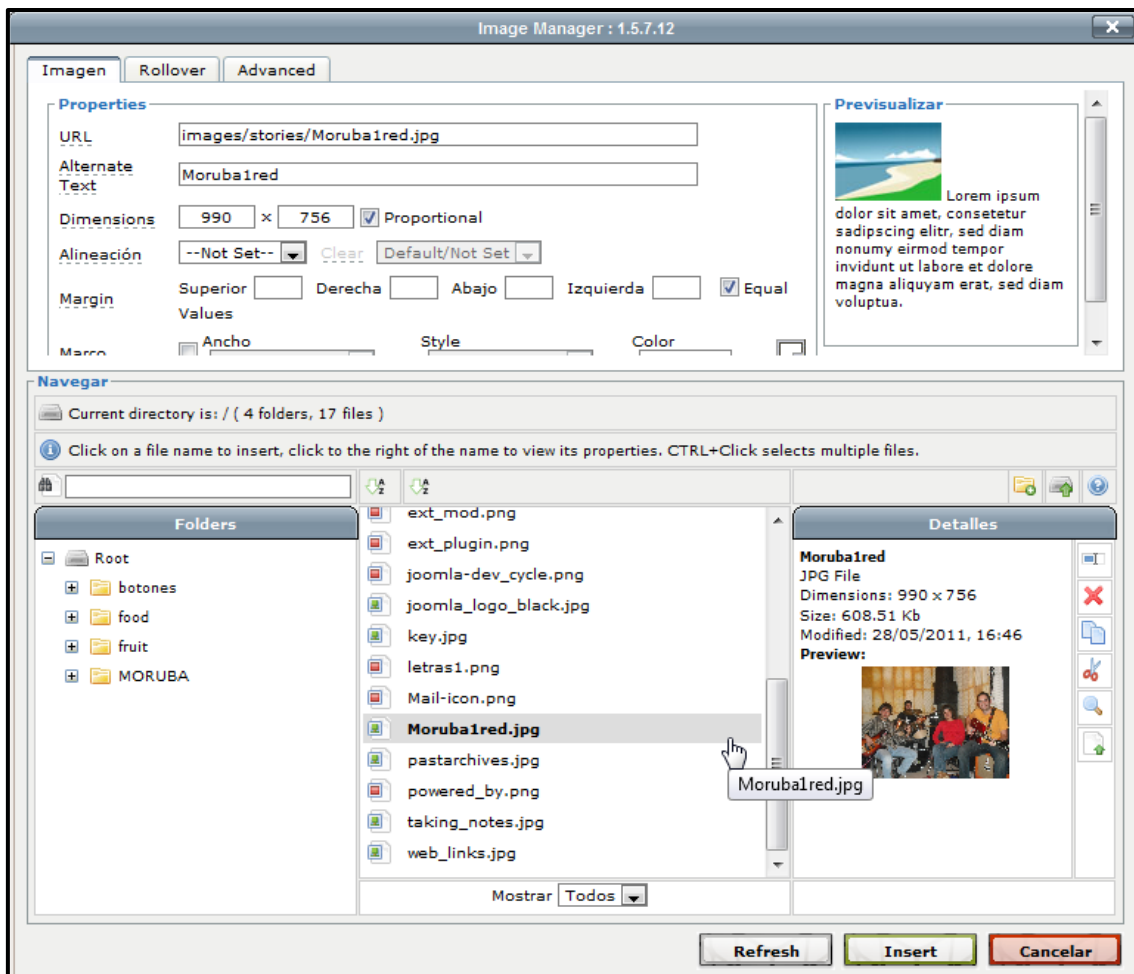 Image Manager : 1.5.7.12
Imagen Rollover Advanced
Properties
URL images/stories/Moruba1red.jpg
Alternate Text Moruba1red
Dimensions 990 x 756 Proportional
Alineación --Not Set-- Clear Default/Not Set
Margin Superior Derecha Abajo Izquierda Equal Values
Marco Ancho Style Color
Previsualizar
Lorem ipsum
dolor sit amet, consetetur
sadipscing elitr, sed diam
nonumy eirmod tempor
invidunt ut labore et dolore
magna aliquyam erat, sed diam
voluptua.
Navegar
Current directory is: / ( 4 folders, 17 files )
Click on a file name to insert, click to the right of the name to view its properties. CTRL+Click selects multiple files.
Folders
Root
botones
food
fruit
MORUBA
ext_mod.png
ext_plugin.png
joomla-dev_cycle.png
joomla_logo_black.jpg
key.jpg
letras1.png
Mail-icon.png
Moruba1red.jpg
pastarchives.jpg
powered_by.png
taking_notes.jpg
web_links.jpg
Moruba1red.jpg
Mostrar Todos
Detalles
Moruba1red
JPG File
Dimensions: 990 x 756
Size: 608.51 Kb
Modified: 28/05/2011, 16:46
Preview:
Refresh Insert Cancelar